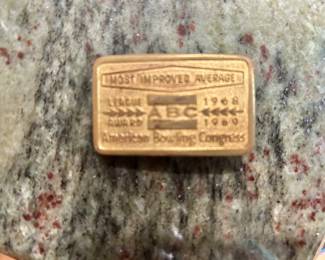 MOST IMPROVED AVERAGE
LEAGUE ABC 1968
AWARD 1969
American Bowling Congress